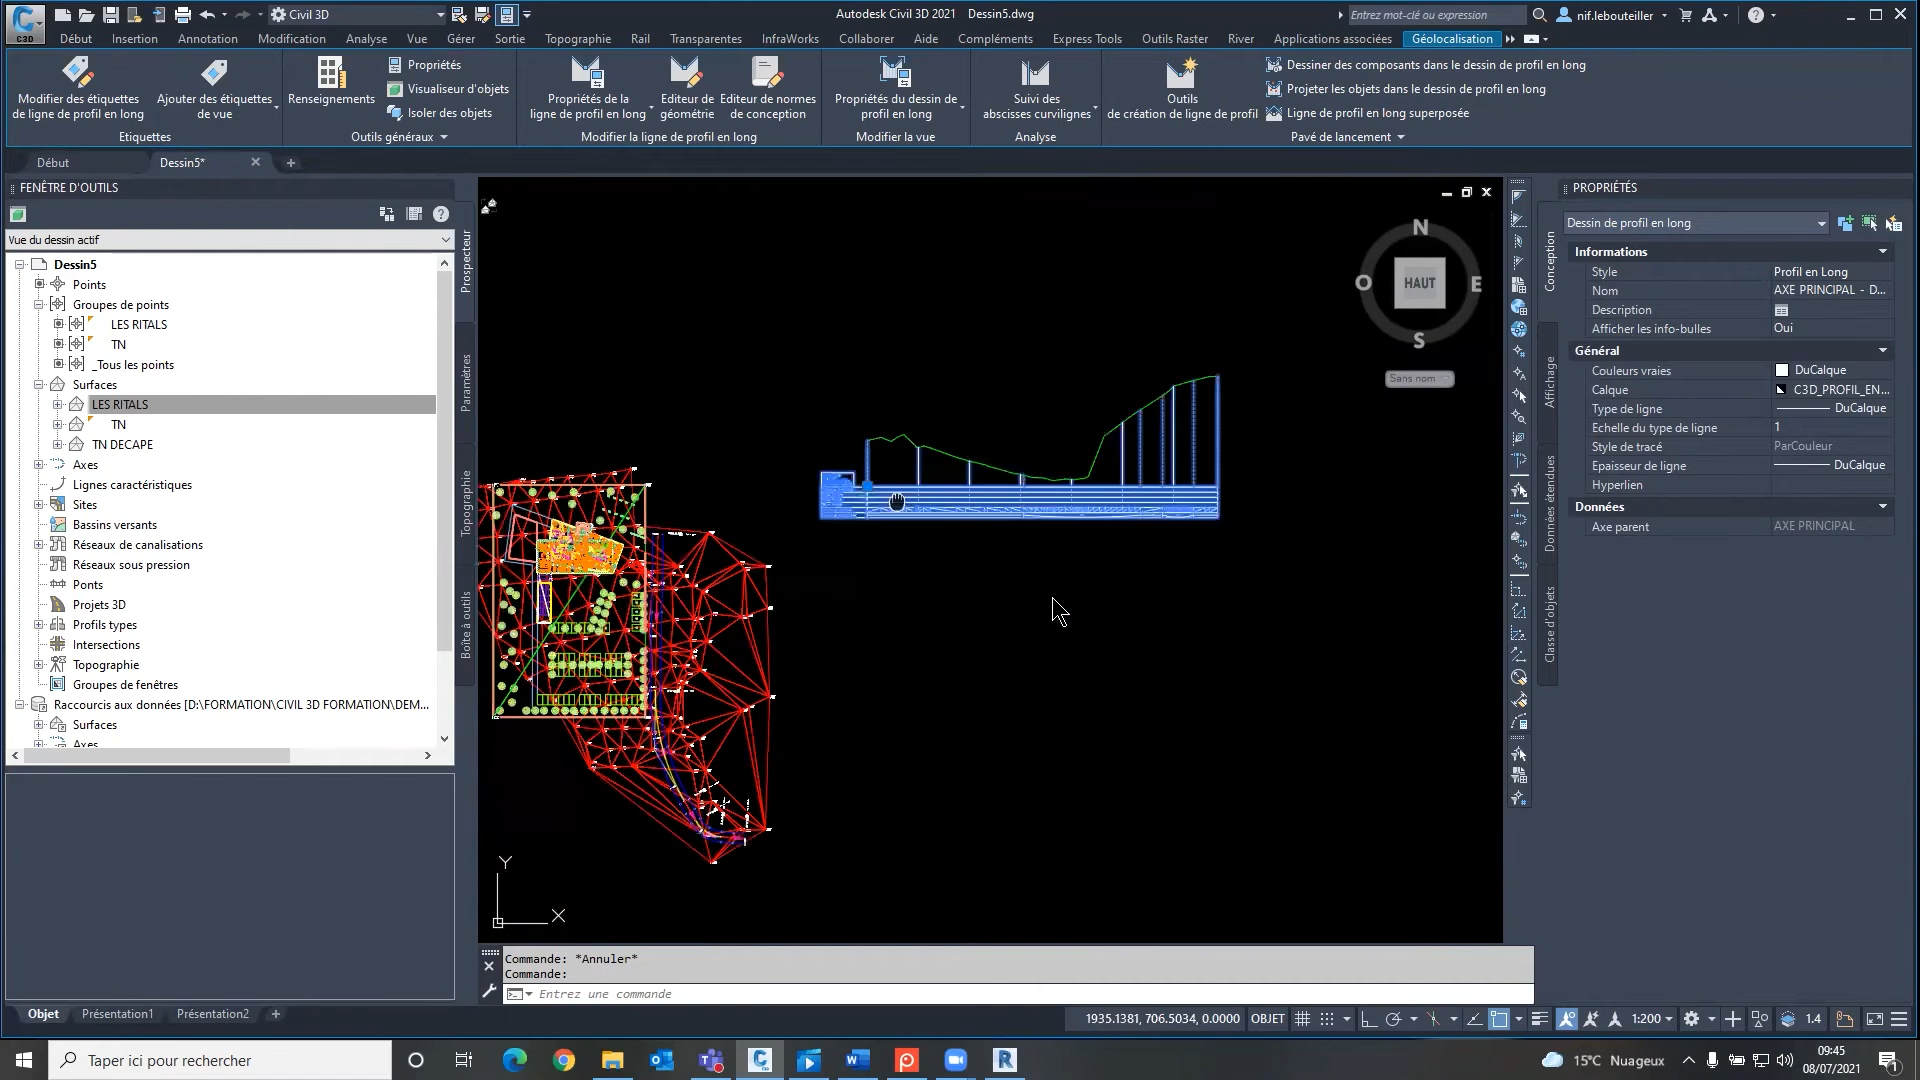 C3D
Civil 3D
Autodesk Civil 3D 2021 Dessin5.dwg
Entrez mot-clé ou expression
nif.lebouteiller
Début Insertion Annotation Modification Analyse Vue Gérer Sortie Topographie Rail Transparentes InfraWorks Collaborer Aide Compléments Express Tools Outils Raster River Applications associées Géolocalisation
Modifier des étiquettes
de ligne de profil en long
Ajouter des étiquettes
de vue
Etiquettes
Renseignements
Propriétés
Visualiseur d'objets
Isoler des objets
Outils généraux
Propriétés de la
ligne de profil en long
Editeur de
géométrie
Editeur de normes
de conception
Modifier la ligne de profil en long
Propriétés du dessin de
profil en long
Modifier la vue
Suivi des
abscisses curvilignes
Analyse
Outils
de création de ligne de profil
Dessiner des composants dans le dessin de profil en long
Projeter les objets dans le dessin de profil en long
Ligne de profil en long superposée
Pavé de lancement
Début
Dessin5*
FENÊTRE D'OUTILS
Vue du dessin actif
Dessin5
Points
Groupes de points
LES RITALS
TN
_Tous les points
Surfaces
LES RITALS
TN
TN DECAPE
Axes
Lignes caractéristiques
Sites
Bassins versants
Réseaux de canalisations
Réseaux sous pression
Ponts
Projets 3D
Profils types
Intersections
Topographie
Groupes de fenêtres
Raccourcis aux données [D:\FORMATION\CIVIL 3D FORMATION\DEM...
Surfaces
Axes
Prospecteur
Paramètres
Topographie
Boîte à outils
N
O
HAUT
E
S
Sans nom
Y
X
Conception
Affichage
Données étendues
Classe d'objets
PROPRIÉTÉS
Dessin de profil en long
Informations
Style Profil en Long
Nom AXE PRINCIPAL - D...
Description
Afficher les info-bulles Oui
Général
Couleurs vraies DuCalque
Calque C3D_PROFIL_EN...
Type de ligne DuCalque
Echelle du type de ligne 1
Style de tracé ParCouleur
Epaisseur de ligne DuCalque
Hyperlien
Données
Axe parent AXE PRINCIPAL
Commande: *Annuler*
Commande:
Entrez une commande
Objet Présentation1 Présentation2
1935.1381, 706.5034, 0.0000 OBJET
1:200
1.4
Taper ici pour rechercher
15°C Nuageux
09:45
08/07/2021
1